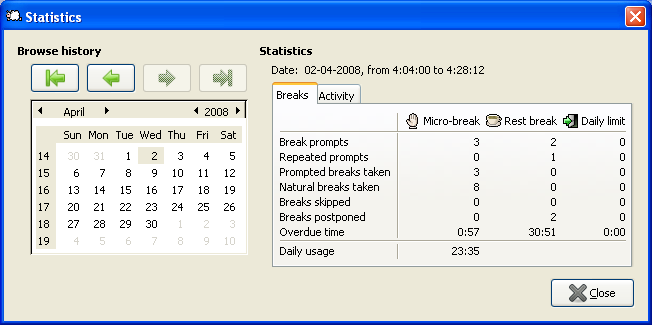 Statistics
Browse history
April 2008
Sun Mon Tue Wed Thu Fri Sat
14 30 31 1 2 3 4 5
15 6 7 8 9 10 11 12
16 13 14 15 16 17 18 19
17 20 21 22 23 24 25 26
18 27 28 29 30 1 2 3
19 4 5 6 7 8 9 10
Statistics
Date: 02-04-2008, from 4:04:00 to 4:28:12
Breaks Activity
Micro-break Rest break Daily limit
Break prompts 3 2 0
Repeated prompts 0 1 0
Prompted breaks taken 3 0 0
Natural breaks taken 8 0 0
Breaks skipped 0 0 0
Breaks postponed 0 2 0
Overdue time 0:57 30:51 0:00
Daily usage 23:35
Close